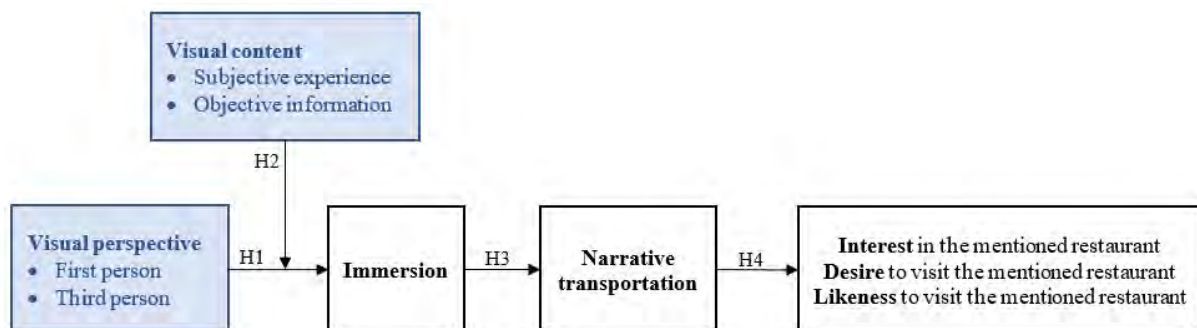 Visual content
• Subjective experience
• Objective information
H2
Visual perspective
• First person
• Third person
H1
Immersion
H3
Narrative
transportation
H4
Interest in the mentioned restaurant
Desire to visit the mentioned restaurant
Likeness to visit the mentioned restaurant